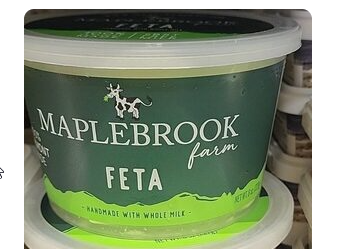 FETA
MAPLEBROOK
farm
FETA
- HANDMADE WITH WHOLE MILK -